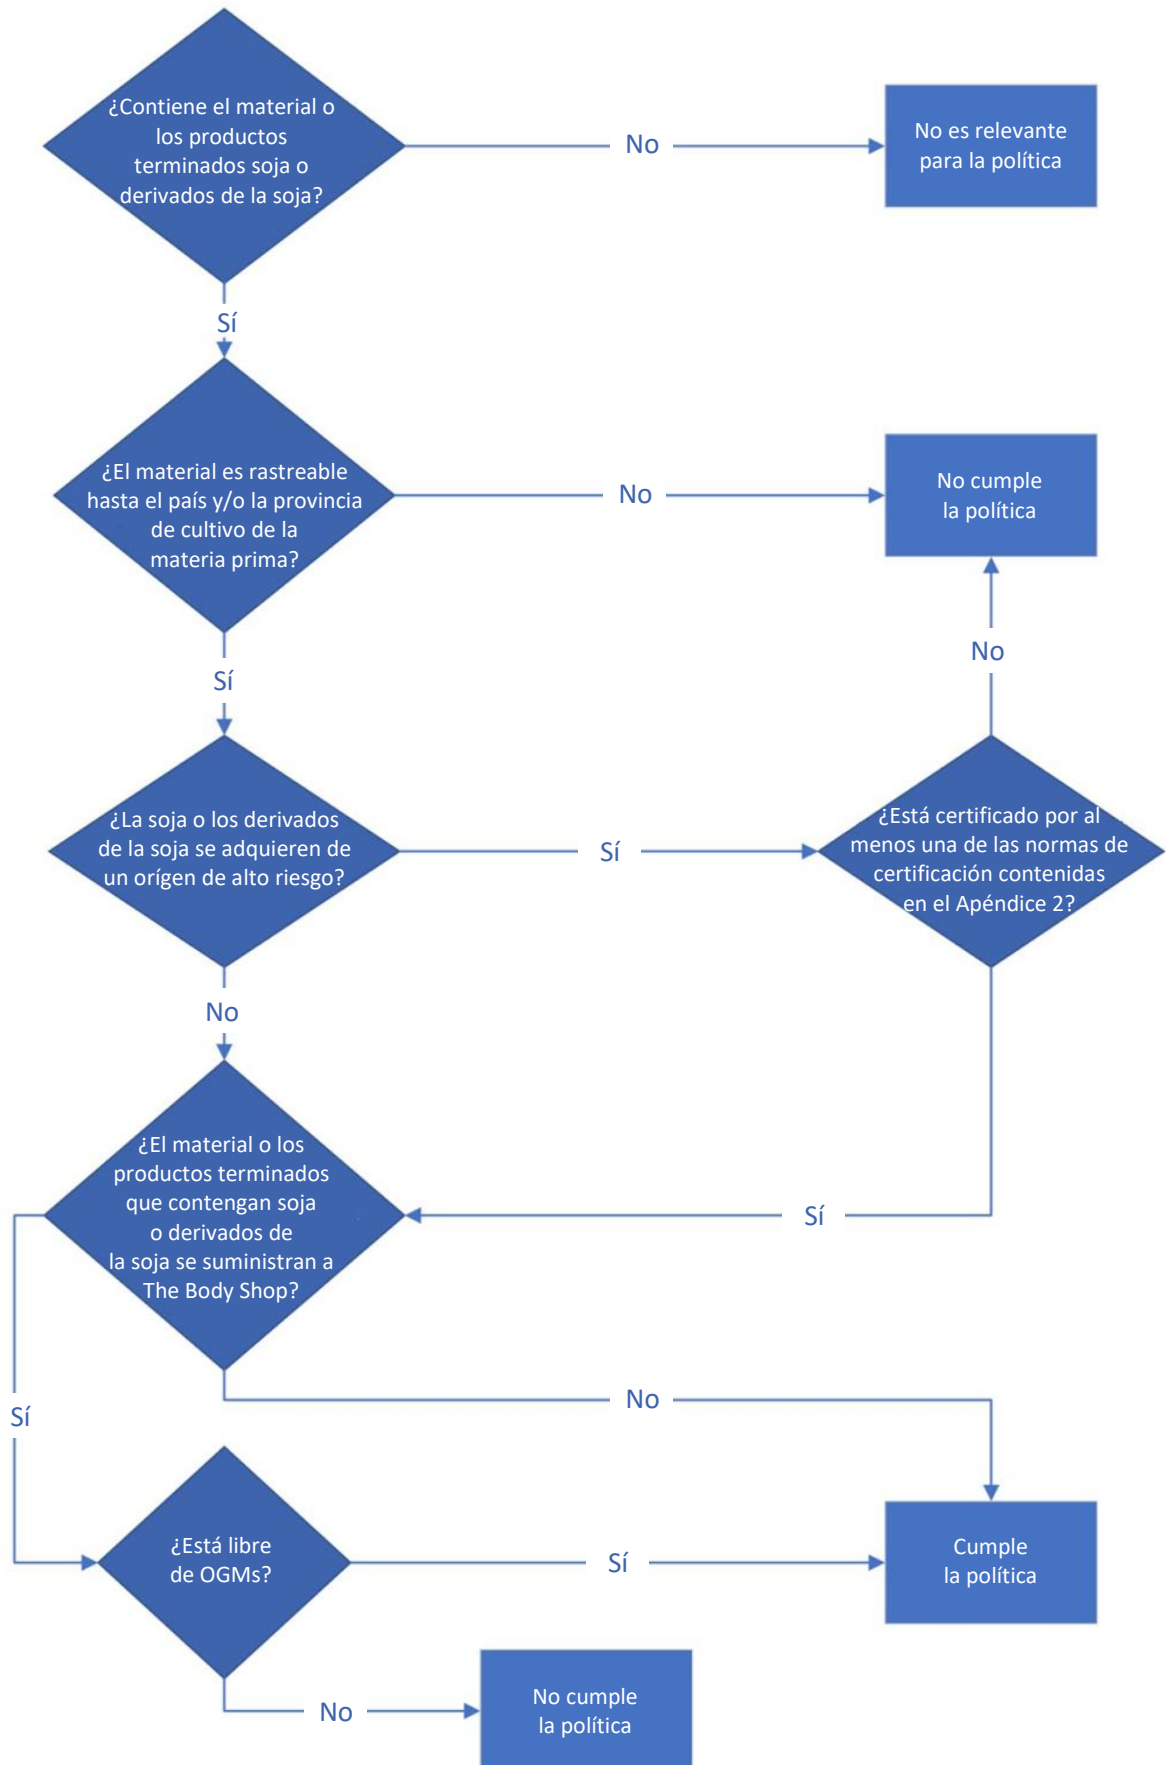 ¿Contiene el material o
los productos
terminados soja o
derivados de la soja?
No
No es relevante
para la política
Sí
¿El material es rastreable
hasta el país y/o la provincia
de cultivo de la
materia prima?
No
No cumple
la política
Sí
No
¿La soja o los derivados
de la soja se adquieren de
un orígen de alto riesgo?
Sí
¿Está certificado por al
menos una de las normas de
certificación contenidas
en el Apéndice 2?
No
¿El material o los
productos terminados
que contengan soja
o derivados de
la soja se suministran a
The Body Shop?
Sí
No
Sí
¿Está libre
de OGMs?
Sí
Cumple
la política
No
No cumple
la política